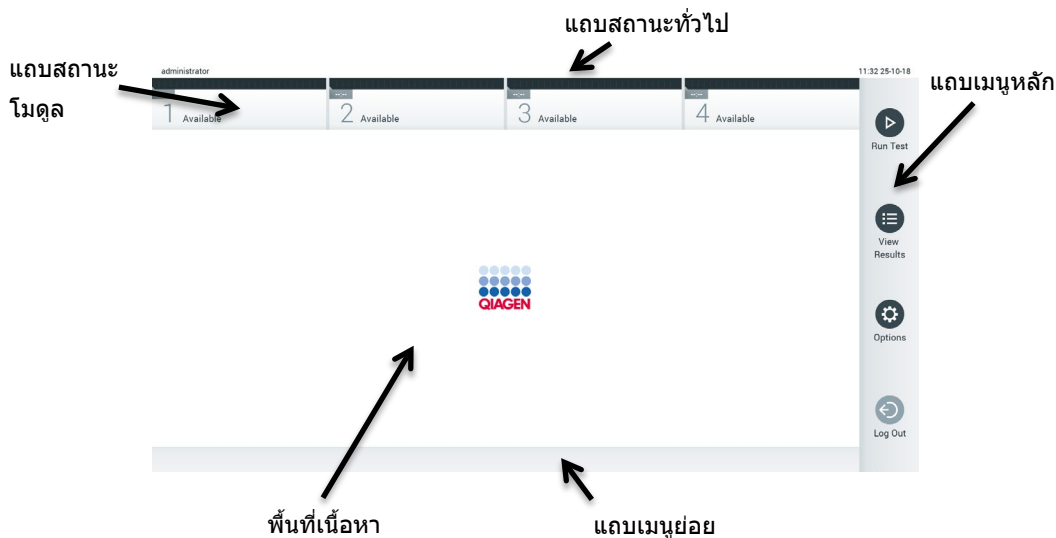 แถบสถานะทั่วไป
แถบสถานะ
โมดูล
แถบเมนูหลัก
administrator
11:32 25-10-18
--:--
--:--
--:--
--:--
1 Available
2 Available
3 Available
4 Available
Run Test
View
Results
QIAGEN
Options
Log Out
พื้นที่เนื้อหา
แถบเมนูย่อย